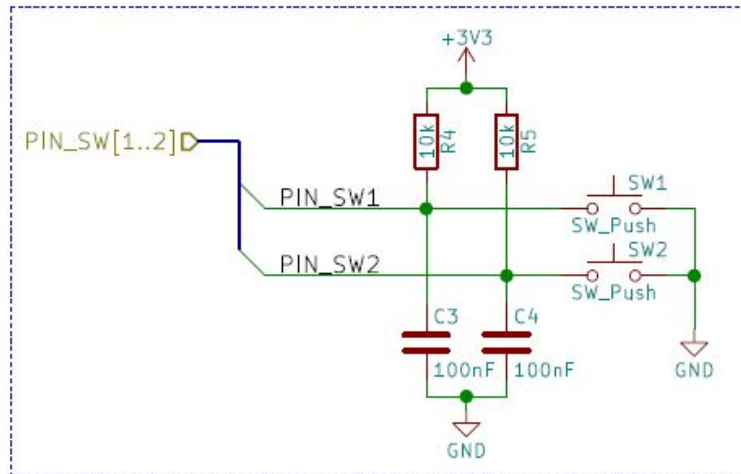 +3V3
10k
R4
10k
R5
PIN_SW[1..2]
PIN_SW1
SW1
SW_Push
PIN_SW2
SW2
SW_Push
C3
C4
100nF
100nF
GND
GND